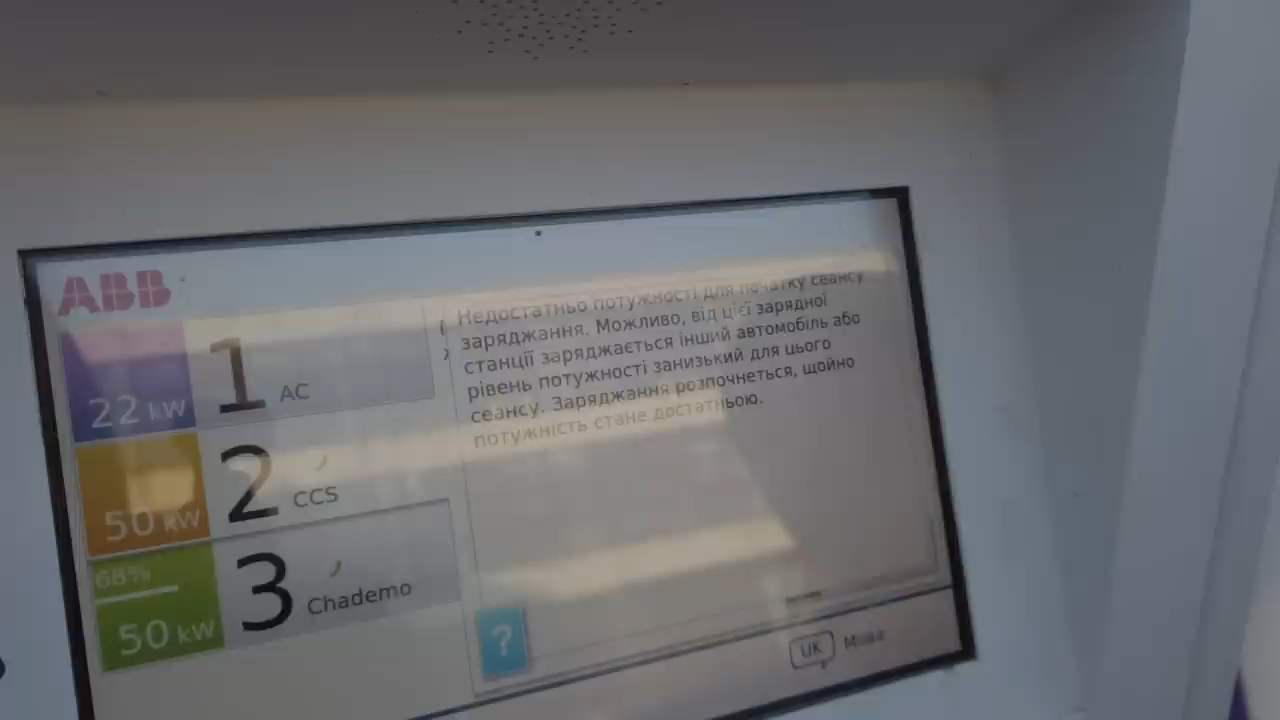 ABB
22 kW
1 AC
50 kW
2 CCS
68%
50 kW
3 Chademo
Недостатньо потужності для початку сеансу
заряджання. Можливо, від цієї зарядної
станції заряджається інший автомобіль або
рівень потужності занизький для цього
сеансу. Заряджання розпочнеться, щойно
потужність стане достатньою.
?
UK Мова